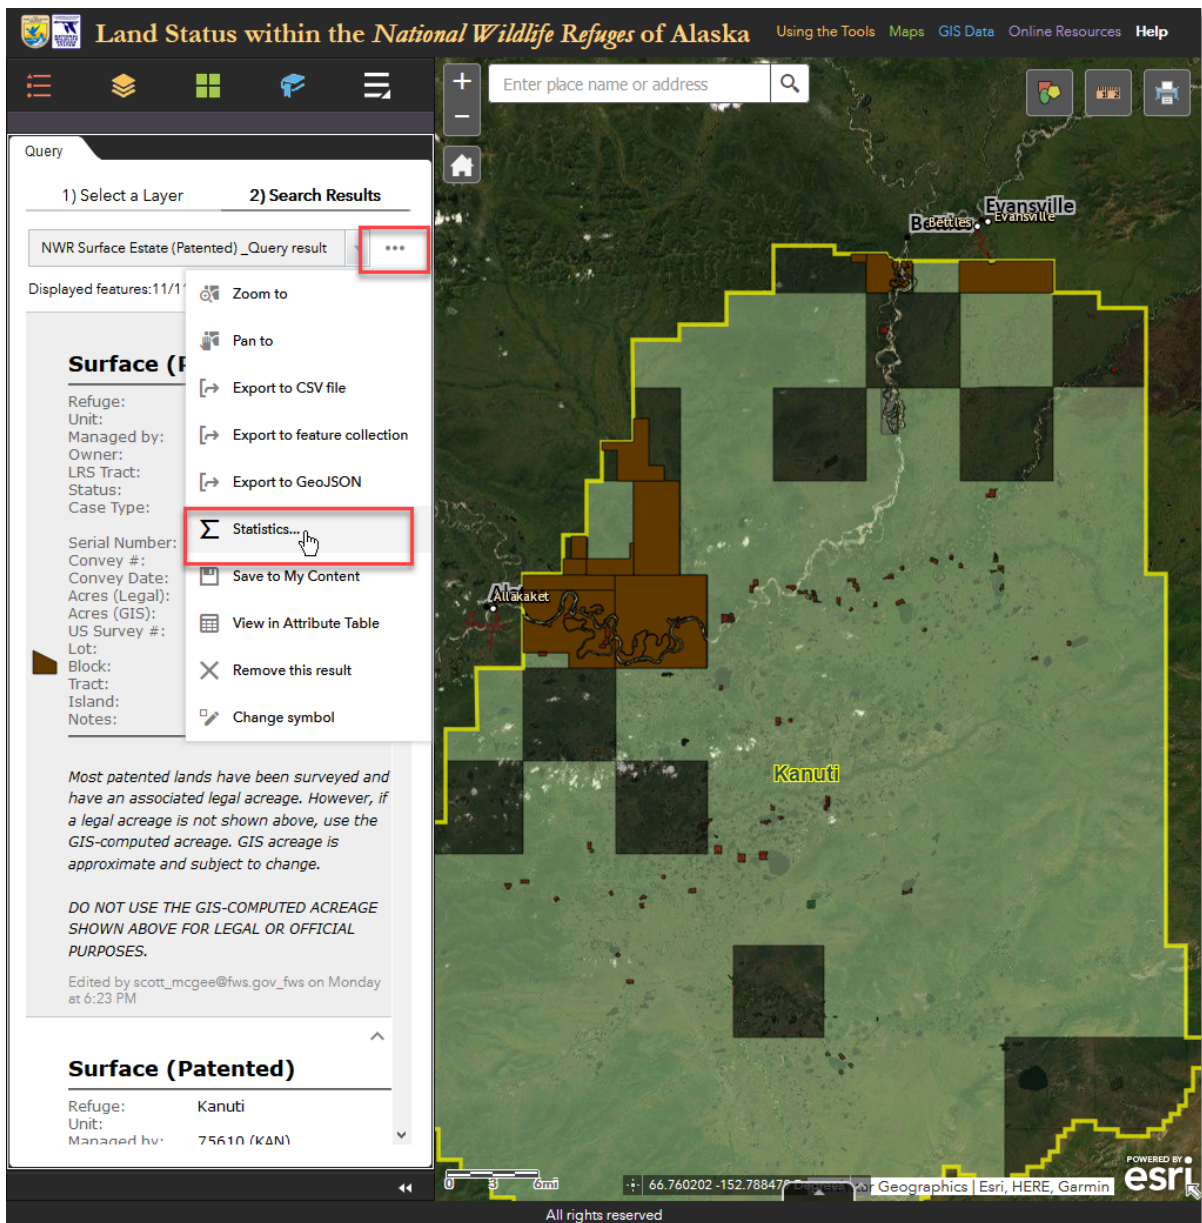 Land Status within the National Wildlife Refuges of Alaska
Using the Tools Maps GIS Data Online Resources Help
Enter place name or address
Query
1) Select a Layer 2) Search Results
NWR Surface Estate (Patented) _Query result
Displayed features:11/1
Zoom to
Pan to
Export to CSV file
Export to feature collection
Export to GeoJSON
Statistics...
Save to My Content
View in Attribute Table
Remove this result
Change symbol
Surface (P
Refuge:
Unit:
Managed by:
Owner:
LRS Tract:
Status:
Case Type:
Serial Number:
Convey #:
Convey Date:
Acres (Legal):
Acres (GIS):
US Survey #:
Lot:
Block:
Tract:
Island:
Notes:
Most patented lands have been surveyed and
have an associated legal acreage. However, if
a legal acreage is not shown above, use the
GIS-computed acreage. GIS acreage is
approximate and subject to change.
DO NOT USE THE GIS-COMPUTED ACREAGE
SHOWN ABOVE FOR LEGAL OR OFFICIAL
PURPOSES.
Edited by scott_mcgee@fws.gov_fws on Monday
at 6:23 PM
Surface (Patented)
Refuge: Kanuti
Unit:
Managed by: 75610 (KAN)
Evansville
Evansville
Bettles
Allakaket
Kanuti
0 3 6mi
66.760202 -152.78847
or Geographics | Esri, HERE, Garmin
POWERED BY
esri
All rights reserved